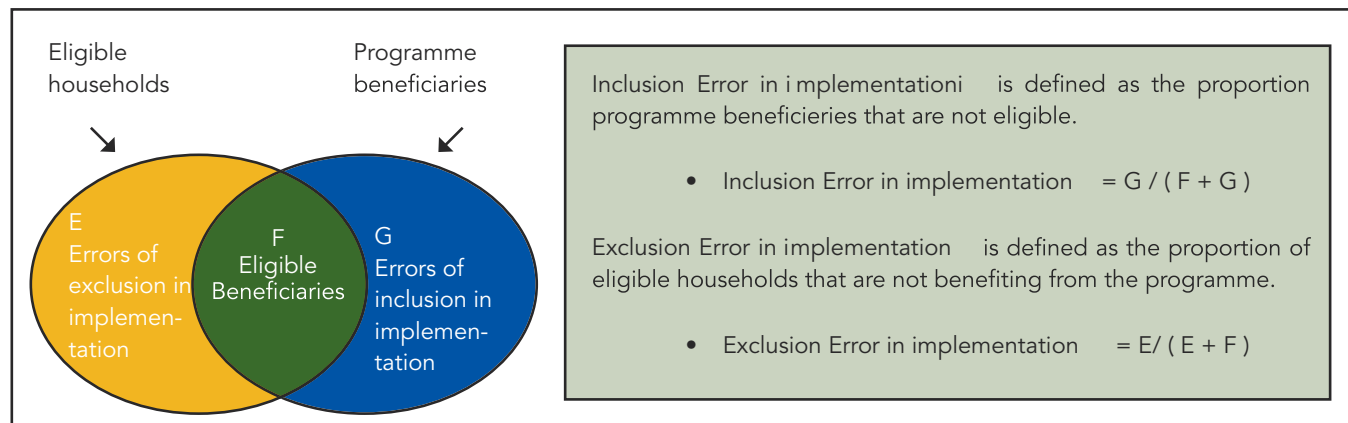 Eligible
households
Programme
beneficiaries
E
Errors of
exclusion in
implemen-
tation
F
Eligible
Beneficiaries
G
Errors of
inclusion in
implemen-
tation
Inclusion Error in i mplementationi is defined as the proportion
programme beneficieries that are not eligible.
• Inclusion Error in implementation = G / ( F + G )
Exclusion Error in implementation is defined as the proportion of
eligible households that are not benefiting from the programme.
• Exclusion Error in implementation = E/ ( E + F )